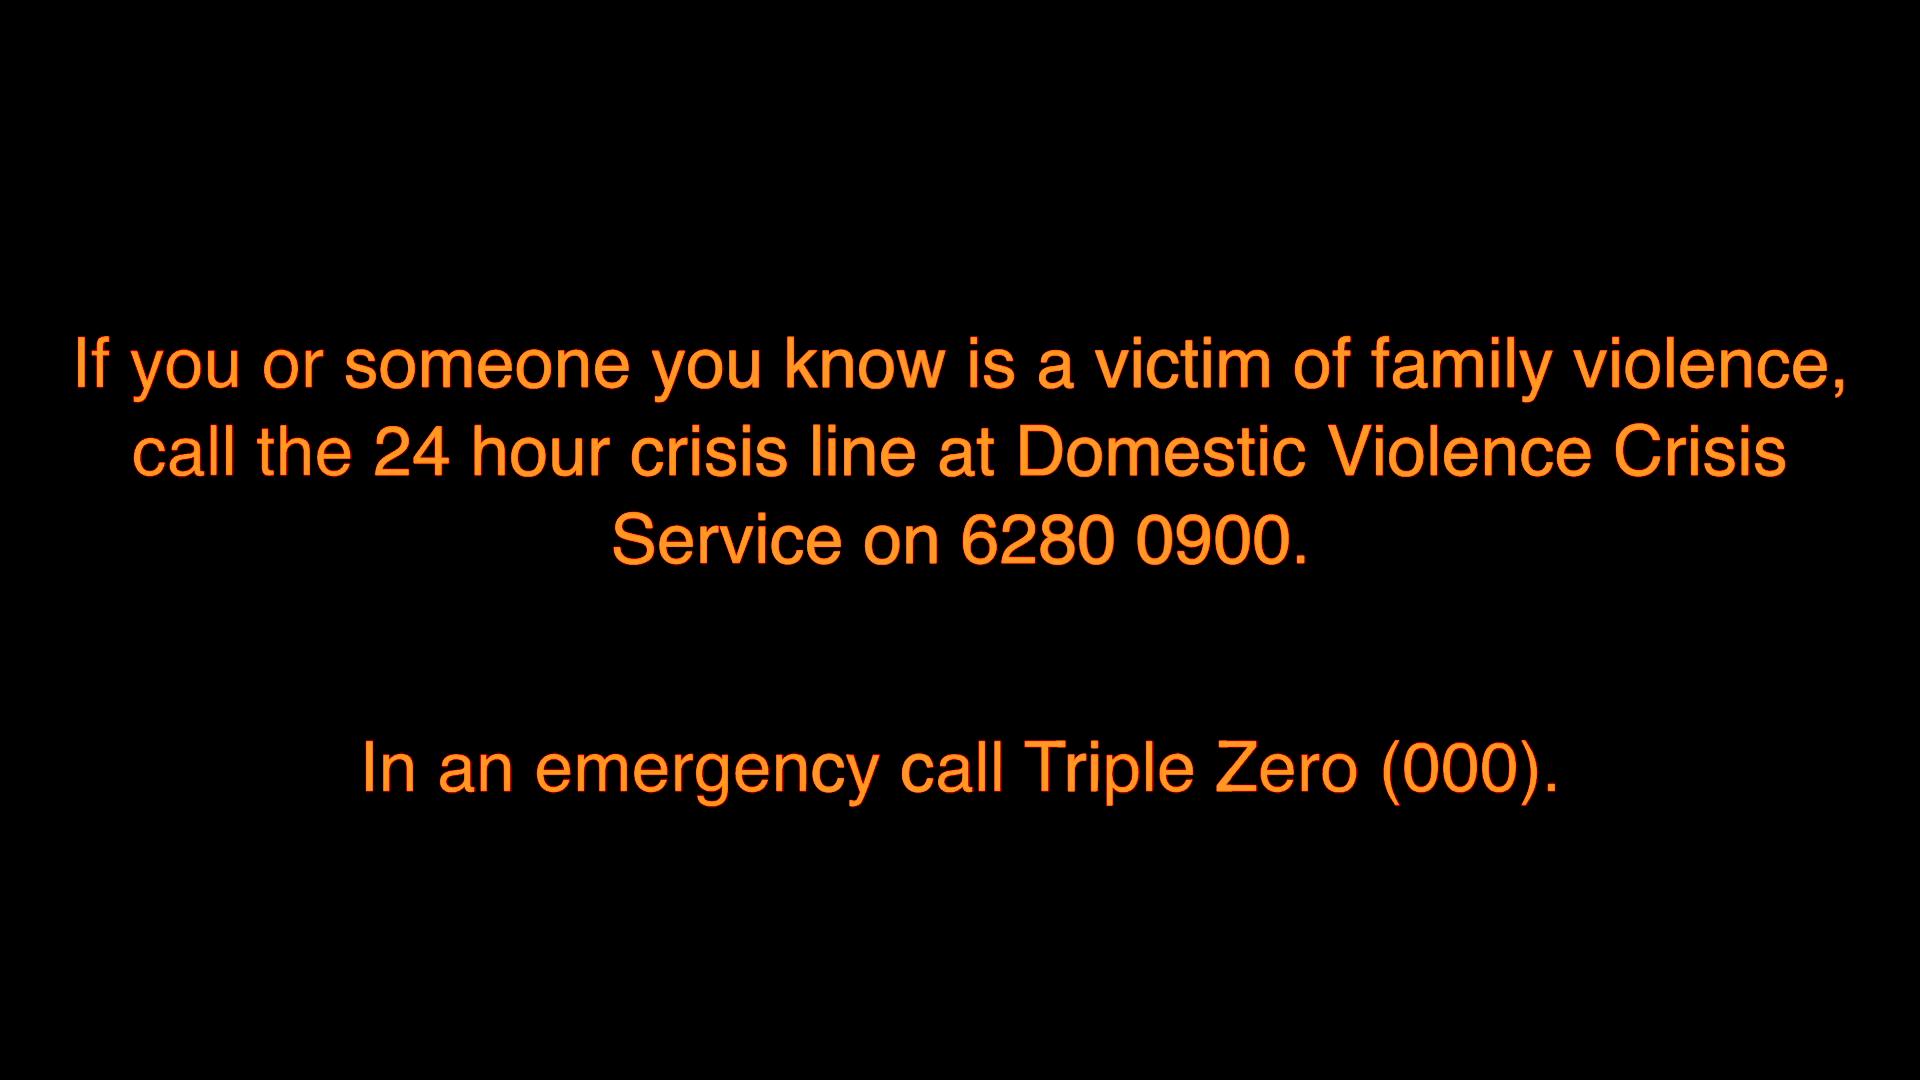 If you or someone you know is a victim of family violence,
call the 24 hour crisis line at Domestic Violence Crisis
Service on 6280 0900.
In an emergency call Triple Zero (000).